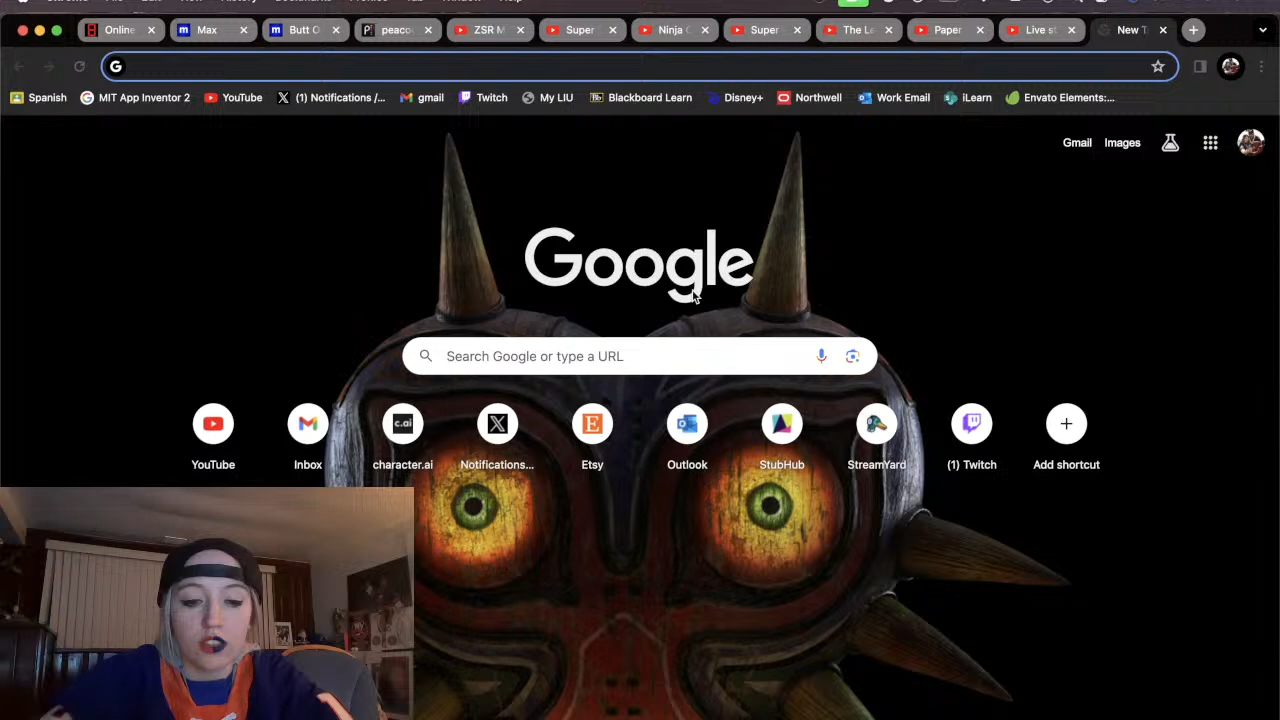 Online
Max
Butt O
peaco
ZSR M
Super
Ninja C
Super
The Le
Paper
Live st
New T
Spanish
MIT App Inventor 2
YouTube
(1) Notifications /...
gmail
Twitch
My LIU
Blackboard Learn
Disney+
Northwell
Work Email
iLearn
Envato Elements:...
Gmail
Images
Google
Search Google or type a URL
c.ai
YouTube
Inbox
character.ai
Notifications...
Etsy
Outlook
StubHub
StreamYard
(1) Twitch
Add shortcut